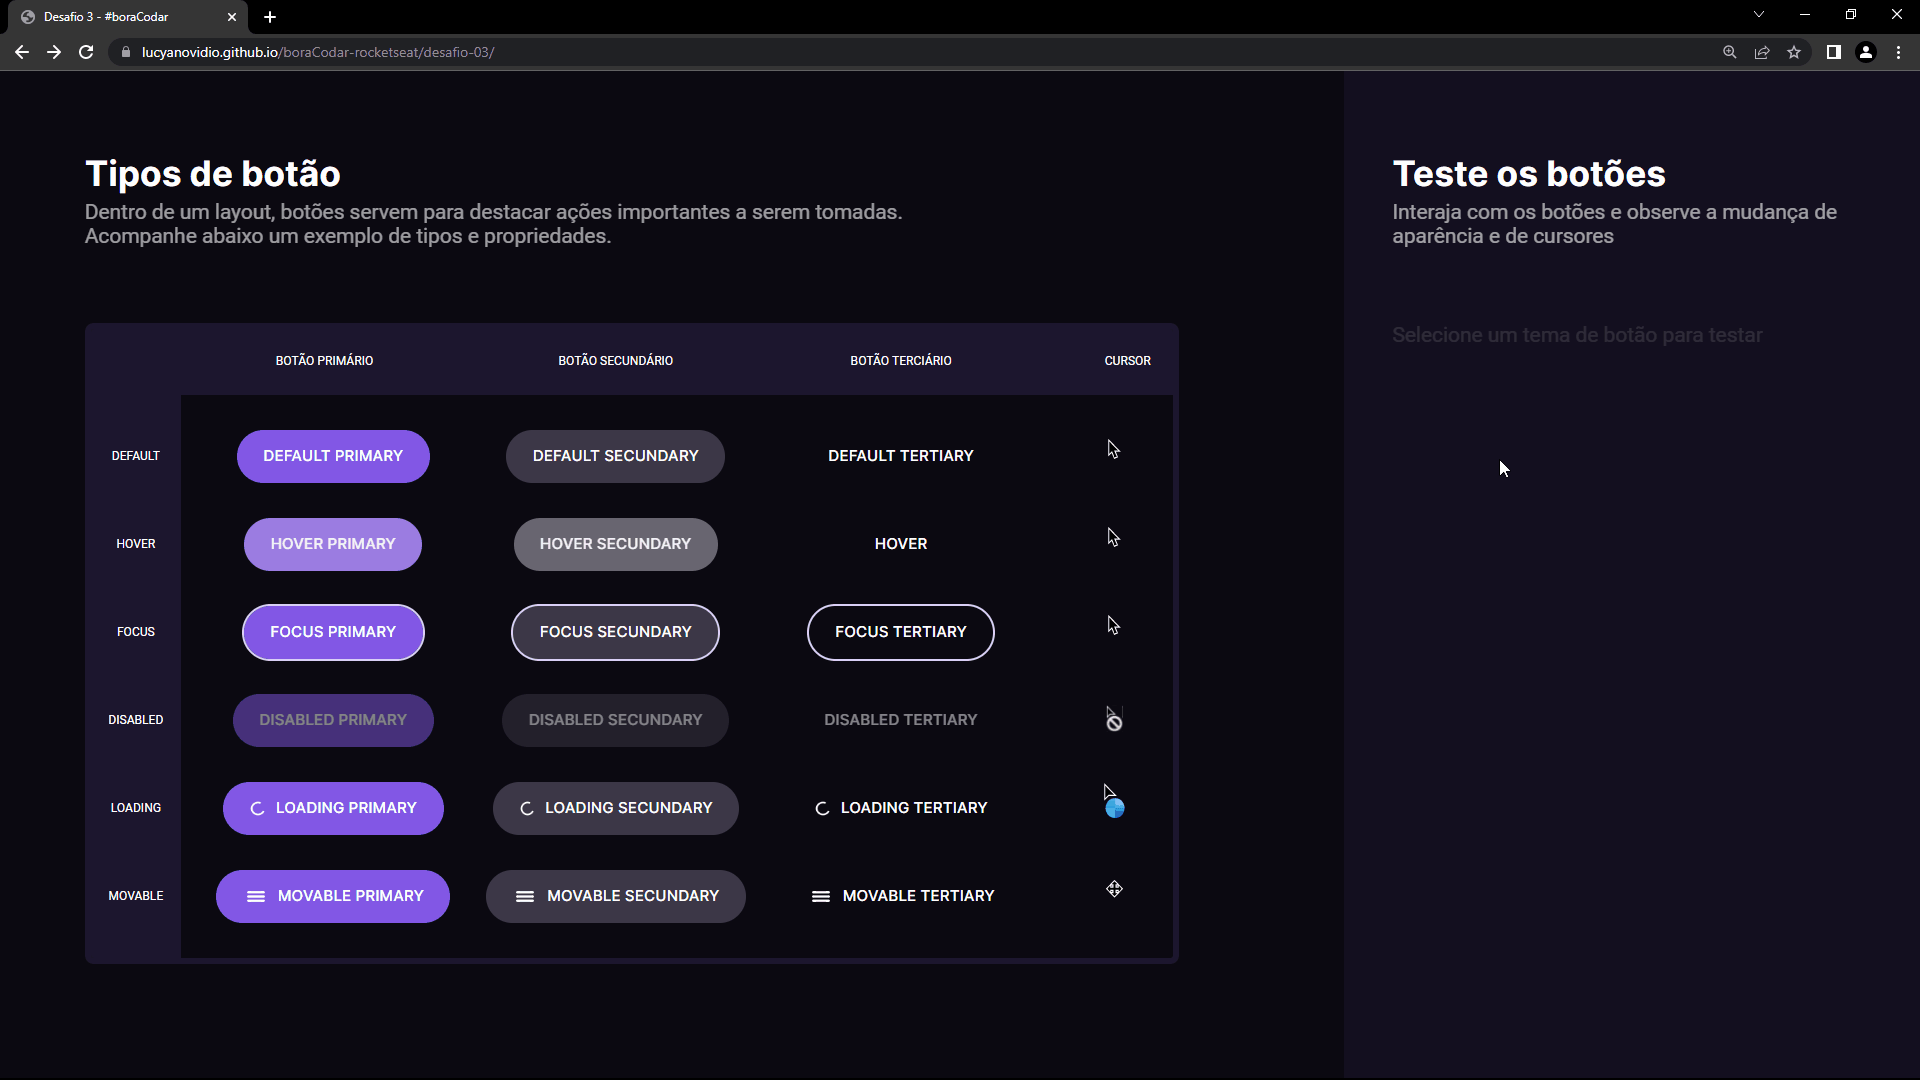 Desafio 3 - #boraCodar
lucyanovidio.github.io/boraCodar-rocketseat/desafio-03/
Tipos de botão
Dentro de um layout, botões servem para destacar ações importantes a serem tomadas.
Acompanhe abaixo um exemplo de tipos e propriedades.
BOTÃO PRIMÁRIO BOTÃO SECUNDÁRIO BOTÃO TERCIÁRIO CURSOR
DEFAULT DEFAULT PRIMARY DEFAULT SECUNDARY DEFAULT TERTIARY
HOVER HOVER PRIMARY HOVER SECUNDARY HOVER
FOCUS FOCUS PRIMARY FOCUS SECUNDARY FOCUS TERTIARY
DISABLED DISABLED PRIMARY DISABLED SECUNDARY DISABLED TERTIARY
LOADING LOADING PRIMARY LOADING SECUNDARY LOADING TERTIARY
MOVABLE MOVABLE PRIMARY MOVABLE SECUNDARY MOVABLE TERTIARY
Teste os botões
Interaja com os botões e observe a mudança de
aparência e de cursores
Selecione um tema de botão para testar